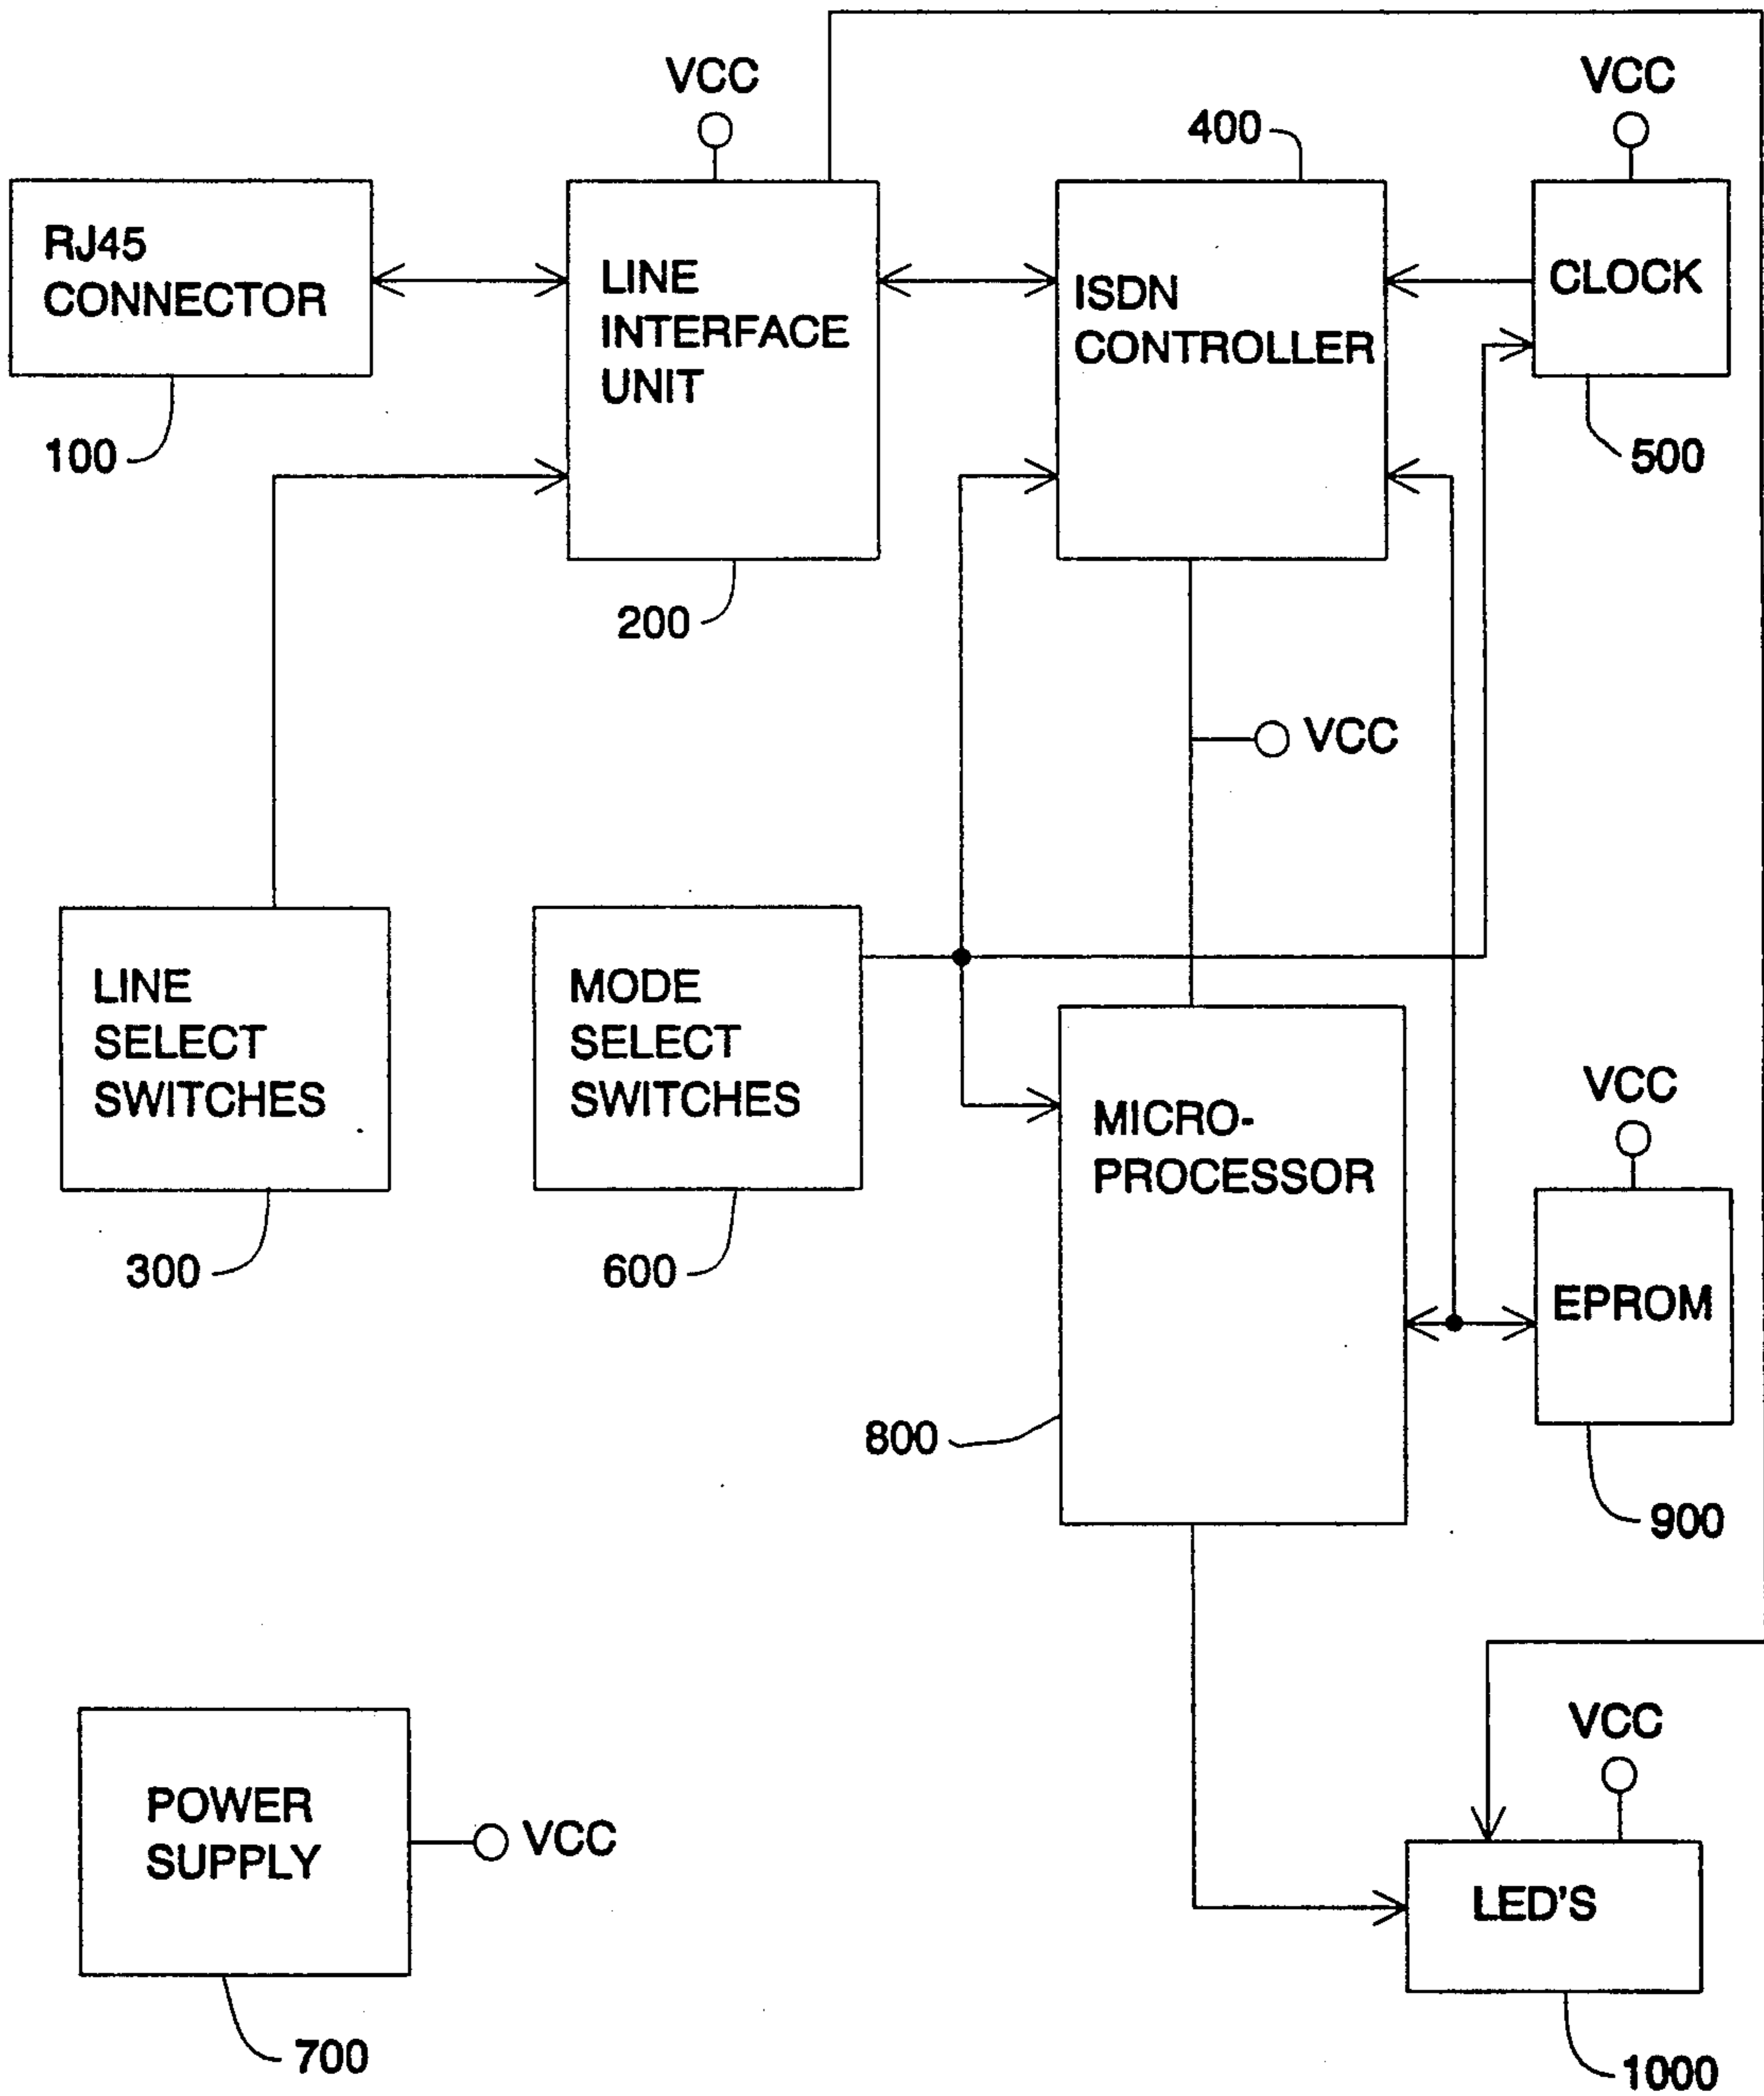 VCC
VCC
400
RJ45
CONNECTOR
LINE
INTERFACE
UNIT
ISDN
CONTROLLER
CLOCK
100
500
200
VCC
LINE
SELECT
SWITCHES
MODE
SELECT
SWITCHES
MICRO-
PROCESSOR
VCC
300
600
EPROM
800
900
POWER
SUPPLY
VCC
VCC
LED'S
700
1000